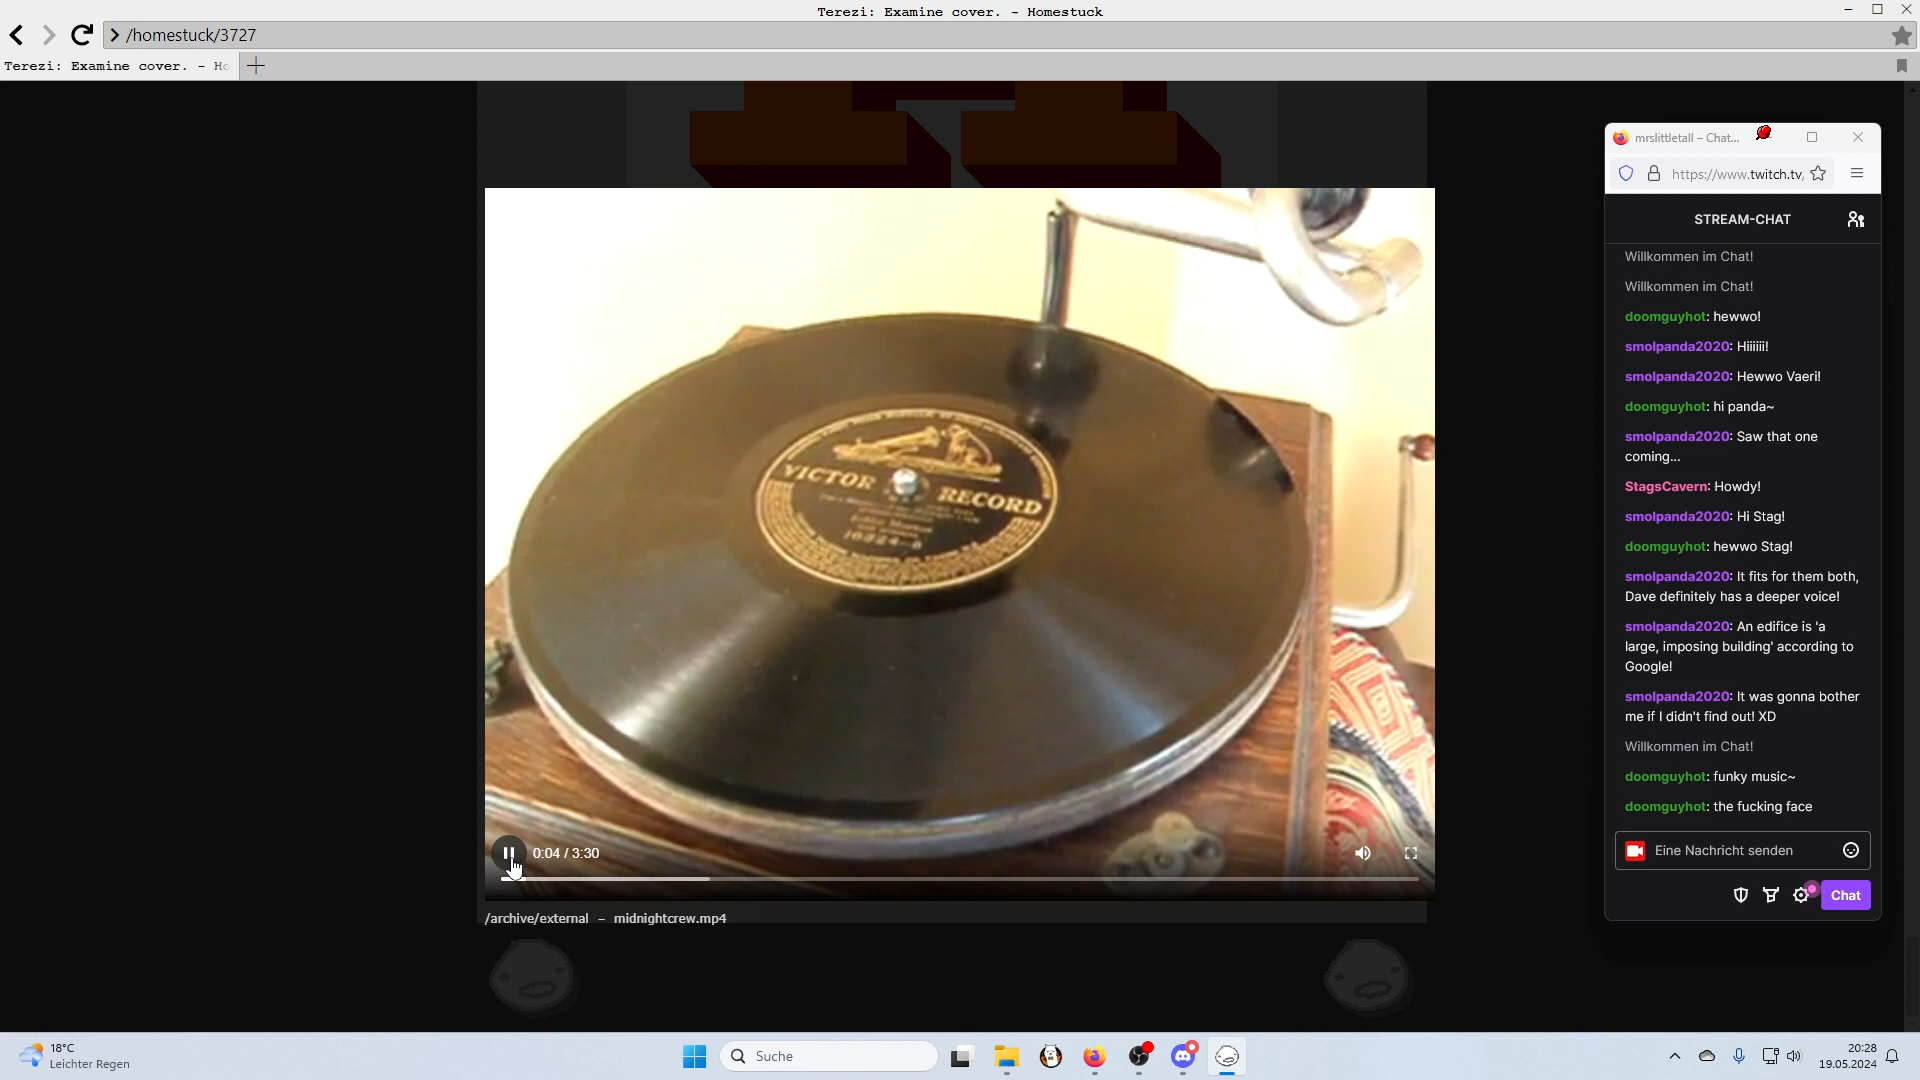 Terezi: Examine cover. - Homestuck
/homestuck/3727
Terezi: Examine cover. - Ho
mrslittletall – Chat...
https://www.twitch.tv/
STREAM-CHAT
Willkommen im Chat!
Willkommen im Chat!
doomguyhot: hewwo!
smolpanda2020: Hiiiiii!
smolpanda2020: Hewwo Vaeri!
doomguyhot: hi panda~
smolpanda2020: Saw that one
coming...
StagsCavern: Howdy!
smolpanda2020: Hi Stag!
doomguyhot: hewwo Stag!
smolpanda2020: It fits for them both,
Dave definitely has a deeper voice!
smolpanda2020: An edifice is 'a
large, imposing building' according to
Google!
smolpanda2020: It was gonna bother
me if I didn't find out! XD
Willkommen im Chat!
doomguyhot: funky music~
doomguyhot: the fucking face
Eine Nachricht senden
Chat
VICTOR RECORD
0:04 / 3:30
/archive/external – midnightcrew.mp4
18°C
Leichter Regen
Suche
20:28
19.05.2024